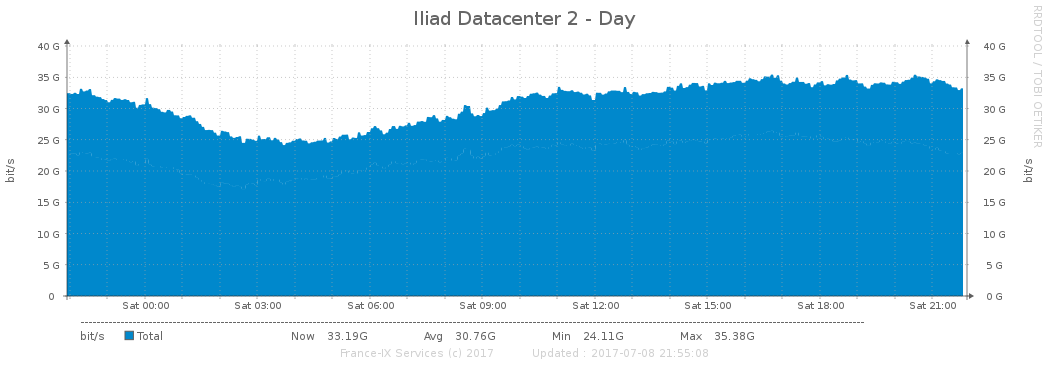 Iliad Datacenter 2 - Day
RRDTOOL / TOBI OETIKER
40 G 40 G
35 G 35 G
30 G 30 G
25 G 25 G
20 G 20 G
15 G 15 G
10 G 10 G
5 G 5 G
0 0 G
bit/s bit/s
Sat 00:00 Sat 03:00 Sat 06:00 Sat 09:00 Sat 12:00 Sat 15:00 Sat 18:00 Sat 21:00
bit/s Total Now 33.19G Avg 30.76G Min 24.11G Max 35.38G
France-IX Services (c) 2017 Updated : 2017-07-08 21:55:08